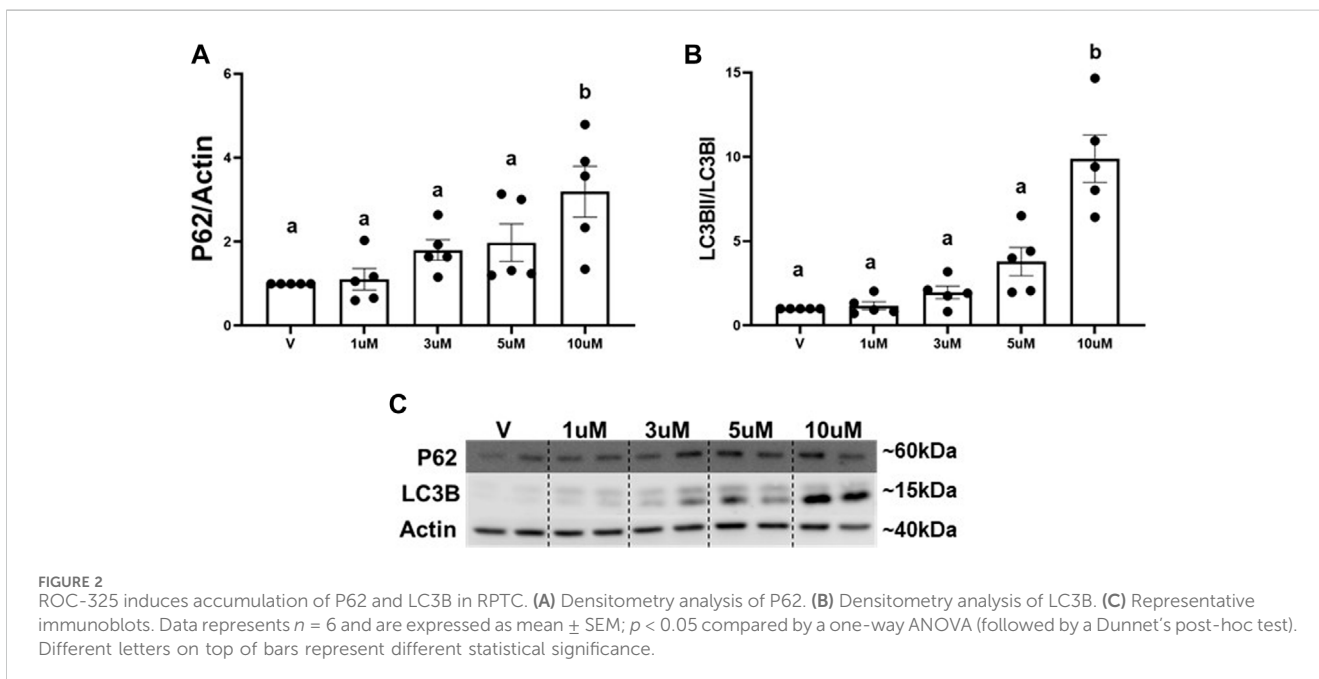 A
B
b
b
6
15
a
a
a
a
P62/Actin
4
LC3BII/LC3BI
10
a
a
2
5
a
a
0
0
V 1uM 3uM 5uM 10uM
V 1uM 3uM 5uM 10uM
C
V 1uM 3uM 5uM 10uM
P62 ~60kDa
LC3B ~15kDa
Actin ~40kDa
FIGURE 2
ROC-325 induces accumulation of P62 and LC3B in RPTC. (A) Densitometry analysis of P62. (B) Densitometry analysis of LC3B. (C) Representative
immunoblots. Data represents n = 6 and are expressed as mean ± SEM; p < 0.05 compared by a one-way ANOVA (followed by a Dunnet's post-hoc test).
Different letters on top of bars represent different statistical significance.